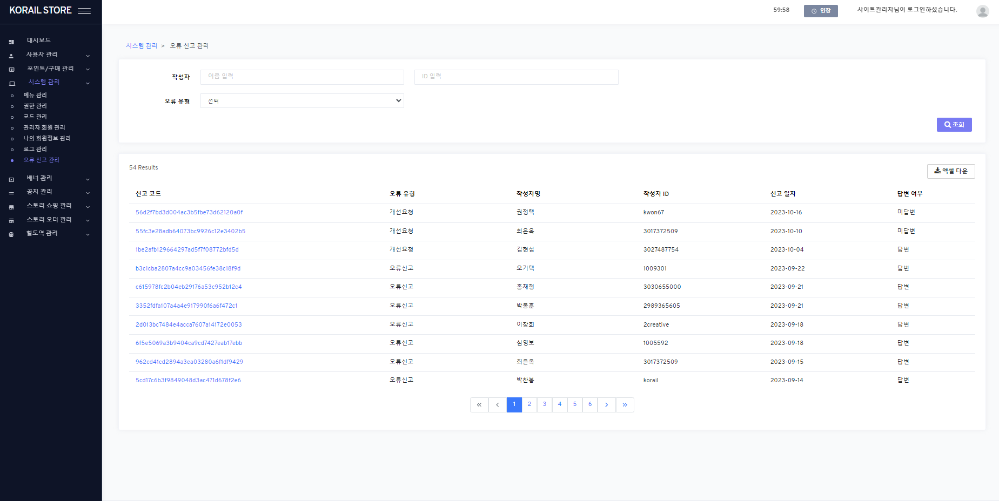 KORAIL STORE
59:58
연장
사이트관리자님이 로그인하셨습니다.
대시보드
사용자 관리
포인트/구매 관리
시스템 관리
메뉴 관리
권한 관리
코드 관리
관리자 회원 관리
나의 회원정보 관리
로그 관리
오류 신고 관리
배너 관리
공지 관리
스토리 쇼핑 관리
스토리 오더 관리
철도역 관리
시스템 관리 > 오류 신고 관리
작성자 이름 입력 ID 입력
오류 유형 선택
조회
54 Results
엑셀 다운
신고 코드 오류 유형 작성자명 작성자 ID 신고 일자 답변 여부
56d2f7bd3d004ac3b5fbe73d62120a0f 개선요청 권정택 kwon67 2023-10-16 미답변
55fc3e28adb64073bc9926c12e3402b5 개선요청 최은옥 3017372509 2023-10-10 미답변
1be2afb129664297ad5f7f08772bfd5d 개선요청 김현섭 3027487754 2023-10-04 답변
b3c1cba2807a4cc9a03456fe38c18f9d 오류신고 오기택 1009301 2023-09-22 답변
c615978fc2b04eb29176a53c952b12c4 오류신고 홍재형 3030655000 2023-09-21 답변
3352fdfa107a4a4e917990f6a6f472c1 오류신고 박봉훈 2989365605 2023-09-21 답변
2d013bc7484e4acca7607a14172e0053 오류신고 이창희 2creative 2023-09-18 답변
6f5e5069a3b9404ca9cd7427eab17ebb 오류신고 심영보 1005592 2023-09-18 답변
962cd41cd2894a3ea03280a6f1df9429 오류신고 최은옥 3017372509 2023-09-15 답변
5cd17c6b3f9849048d3ac471d678f2e6 오류신고 박찬봉 korail 2023-09-14 답변
« ‹ 1 2 3 4 5 6 › »